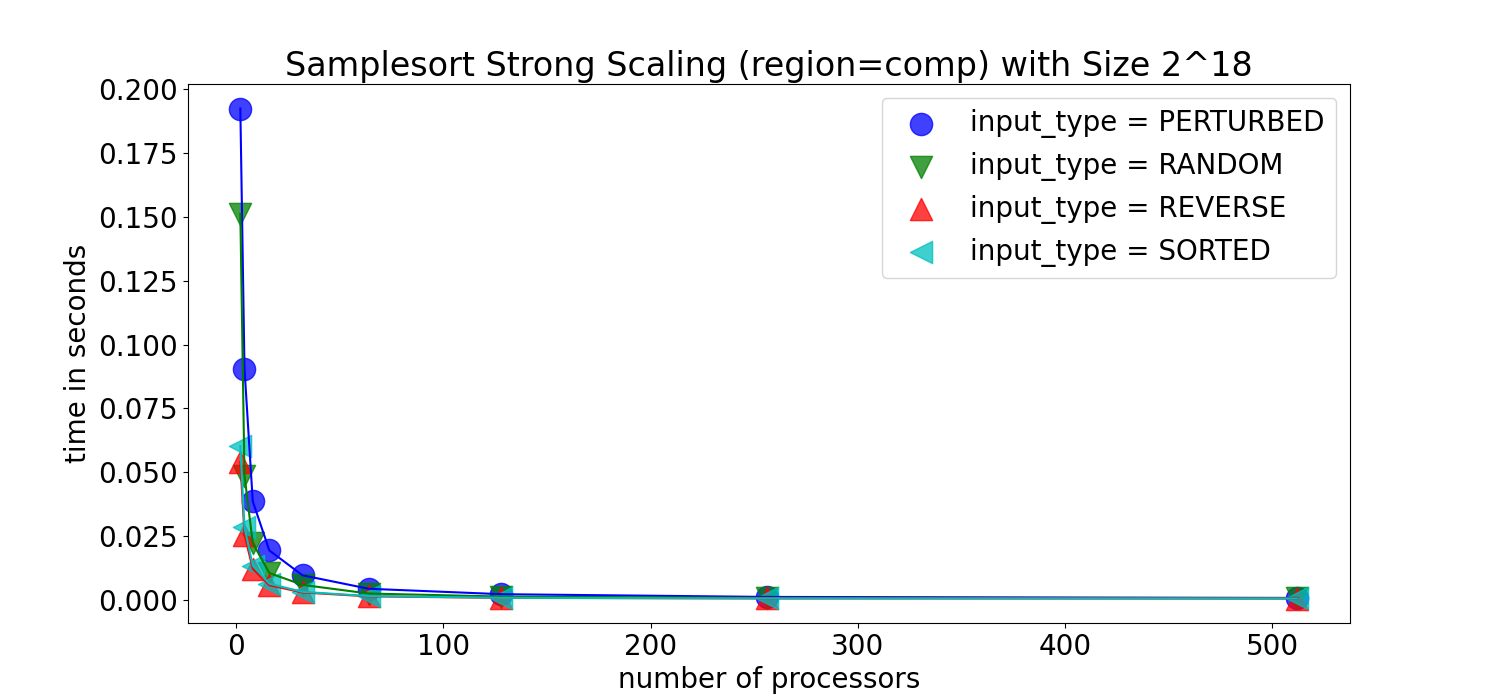 Samplesort Strong Scaling (region=comp) with Size 2^18
0.200
0.175
0.150
0.125
0.100
0.075
0.050
0.025
0.000
time in seconds
input_type = PERTURBED
input_type = RANDOM
input_type = REVERSE
input_type = SORTED
0 100 200 300 400 500
number of processors